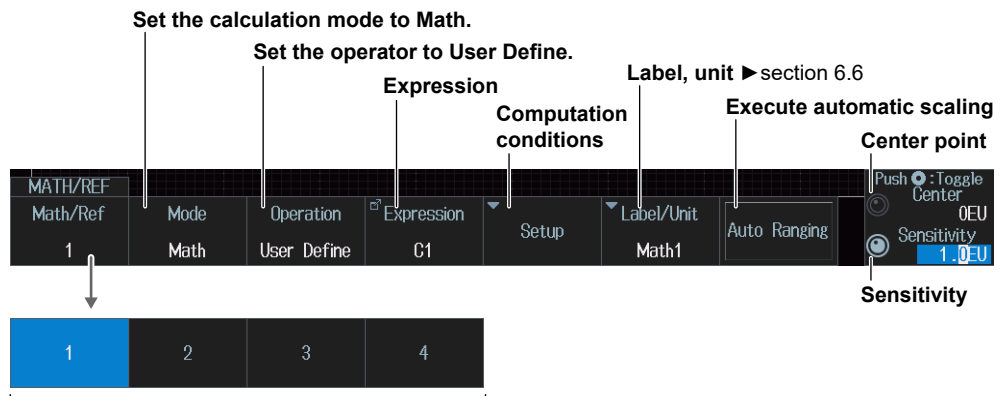 Set the calculation mode to Math.
Set the operator to User Define.
Expression
Label, unit ►section 6.6
Computation
conditions
Execute automatic scaling
Center point
MATH/REF
Math/Ref
1
Mode
Math
Operation
User Define
Expression
C1
Setup
Label/Unit
Math1
Auto Ranging
Push :Toggle
Center
0EU
Sensitivity
1.0EU
Sensitivity
1 2 3 4